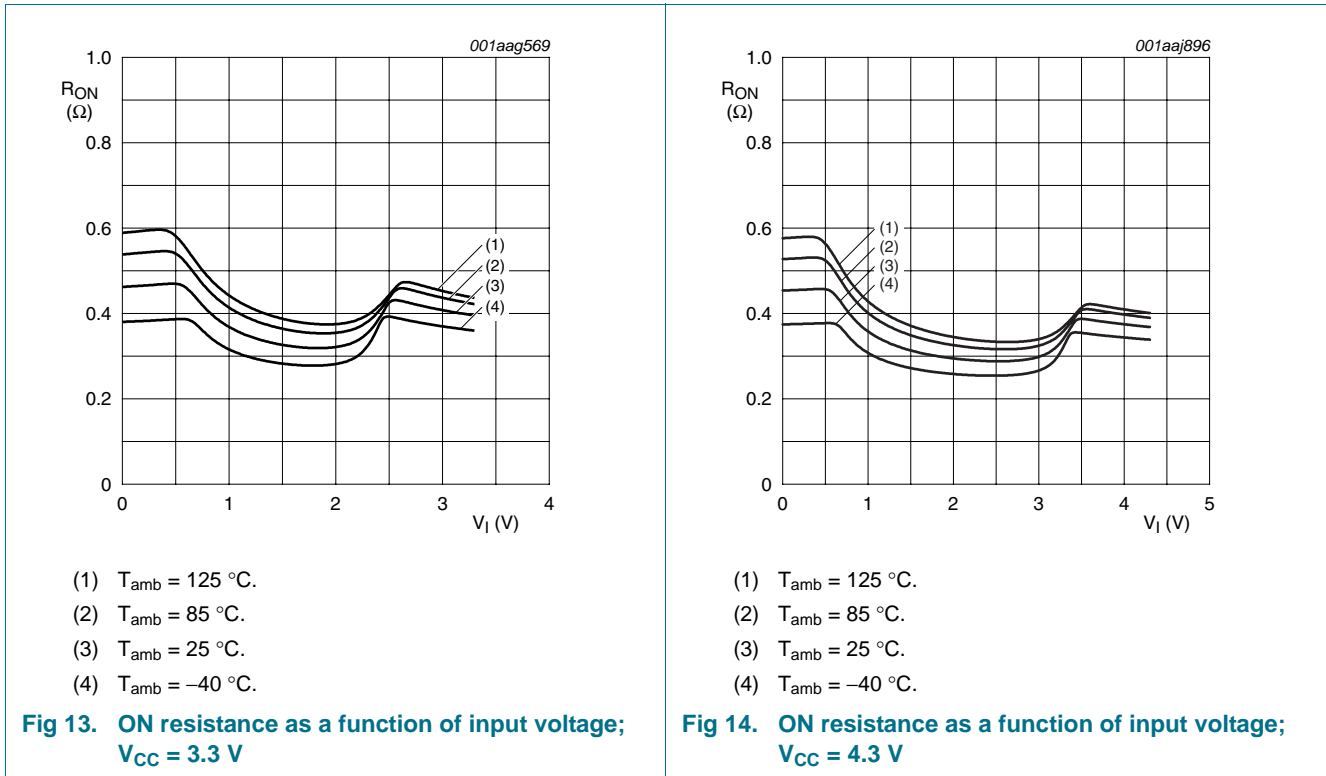 001aag569
1.0
RON
(Ω)
0.8
0.6
0.4
0.2
0
0 1 2 3 4
VI (V)
(1)
(2)
(3)
(4)
(1) Tamb = 125 °C.
(2) Tamb = 85 °C.
(3) Tamb = 25 °C.
(4) Tamb = −40 °C.
Fig 13. ON resistance as a function of input voltage;
VCC = 3.3 V
001aaj896
1.0
RON
(Ω)
0.8
0.6
0.4
0.2
0
0 1 2 3 4 5
VI (V)
(1)
(2)
(3)
(4)
(1) Tamb = 125 °C.
(2) Tamb = 85 °C.
(3) Tamb = 25 °C.
(4) Tamb = −40 °C.
Fig 14. ON resistance as a function of input voltage;
VCC = 4.3 V